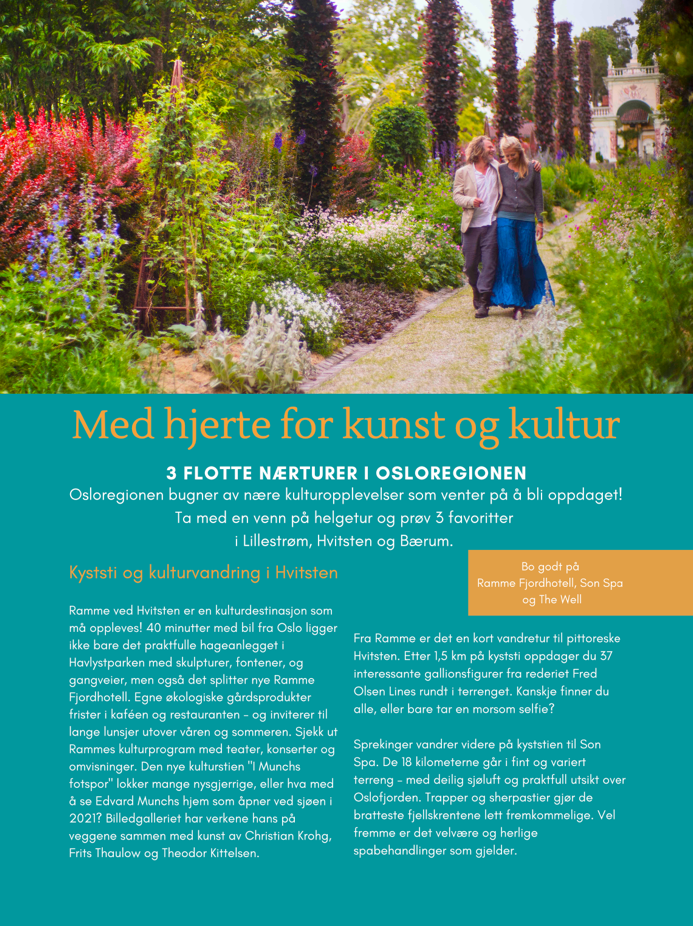 Med hjerte for kunst og kultur
3 FLOTTE NÆRTURER I OSLOREGIONEN
Osloregionen bugner av nære kulturopplevelser som venter på å bli oppdaget!
Ta med en venn på helgetur og prøv 3 favoritter
i Lillestrøm, Hvitsten og Bærum.
Kyststi og kulturvandring i Hvitsten
Ramme ved Hvitsten er en kulturdestinasjon som
må oppleves! 40 minutter med bil fra Oslo ligger
ikke bare det praktfulle hageanlegget i
Havlystparken med skulpturer, fontener, og
gangveier, men også det splitter nye Ramme
Fjordhotell. Egne økologiske gårdsprodukter
frister i kaféen og restauranten - og inviterer til
lange lunsjer utover våren og sommeren. Sjekk ut
Rammes kulturprogram med teater, konserter og
omvisninger. Den nye kulturstien "I Munchs
fotspor" lokker mange nysgjerrige, eller hva med
å se Edvard Munchs hjem som åpner ved sjøen i
2021? Billedgalleriet har verkene hans på
veggene sammen med kunst av Christian Krohg,
Frits Thaulow og Theodor Kittelsen.
Bo godt på
Ramme Fjordhotell, Son Spa
og The Well
Fra Ramme er det en kort vandretur til pittoreske
Hvitsten. Etter 1,5 km på kyststi oppdager du 37
interessante gallionsfigurer fra rederiet Fred
Olsen Lines rundt i terrenget. Kanskje finner du
alle, eller bare tar en morsom selfie?
Sprekinger vandrer videre på kyststien til Son
Spa. De 18 kilometerne går i fint og variert
terreng - med deilig sjøluft og praktfull utsikt over
Oslofjorden. Trapper og sherpastier gjør de
bratteste fjellskrentene lett fremkommelige. Vel
fremme er det velvære og herlige
spabehandlinger som gjelder.